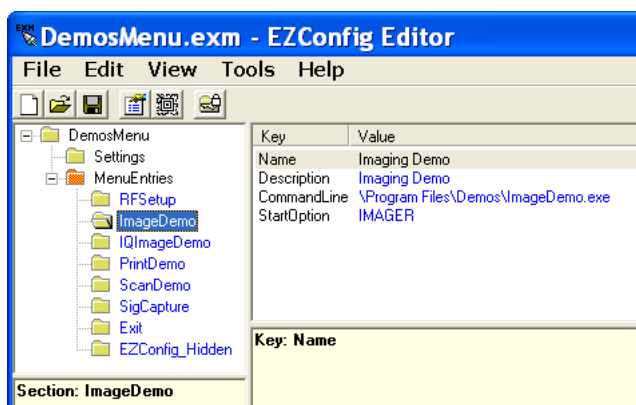 EXM
DemosMenu.exm - EZConfig Editor
File Edit View Tools Help
DemosMenu
Settings
MenuEntries
RFSetup
ImageDemo
IQImageDemo
PrintDemo
ScanDemo
SigCapture
Exit
EZConfig_Hidden
Section: ImageDemo
Key Value
Name Imaging Demo
Description Imaging Demo
CommandLine \Program Files\Demos\ImageDemo.exe
StartOption IMAGER
Key: Name